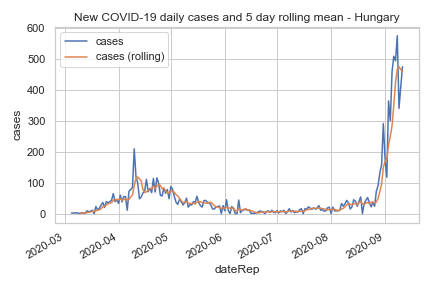 New COVID-19 daily cases and 5 day rolling mean - Hungary
cases
cases (rolling)
600
500
400
300
200
100
0
cases
2020-03
2020-04
2020-05
2020-06
2020-07
2020-08
2020-09
dateRep